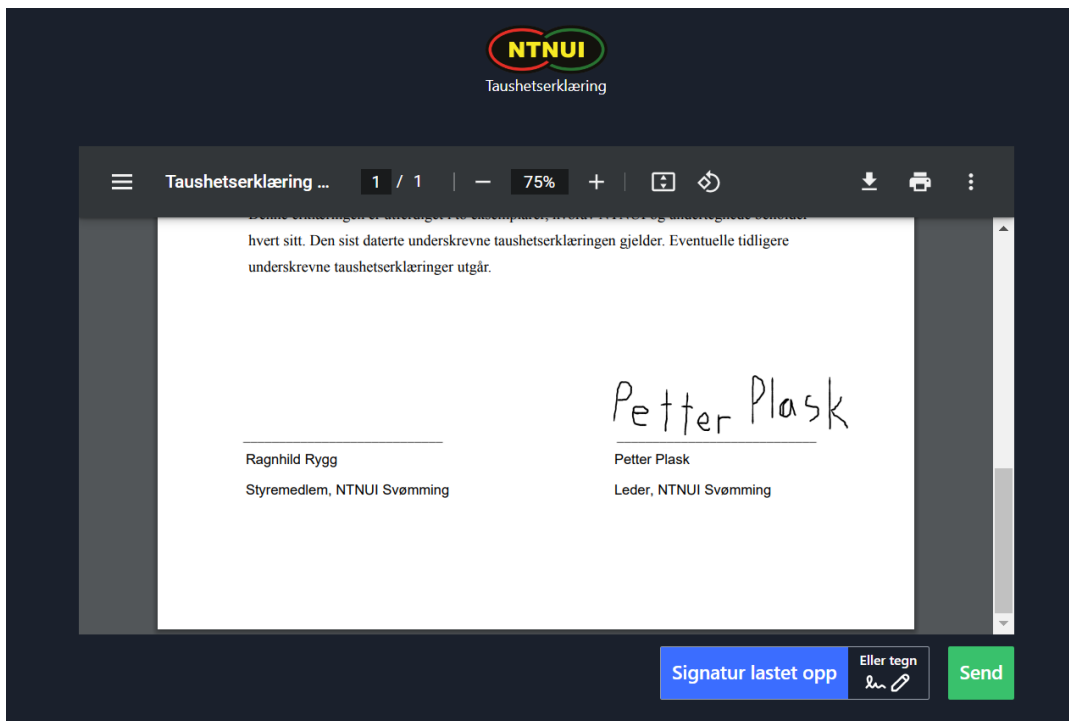 NTNUI
Taushetserklæring
Taushetserklæring ... 1 / 1 | − 75% + |
hvert sitt. Den sist daterte underskrevne taushetserklæringen gjelder. Eventuelle tidligere
underskrevne taushetserklæringer utgår.
Petter Plask
Ragnhild Rygg Petter Plask
Styremedlem, NTNUI Svømming Leder, NTNUI Svømming
Signatur lastet opp Eller tegn Send